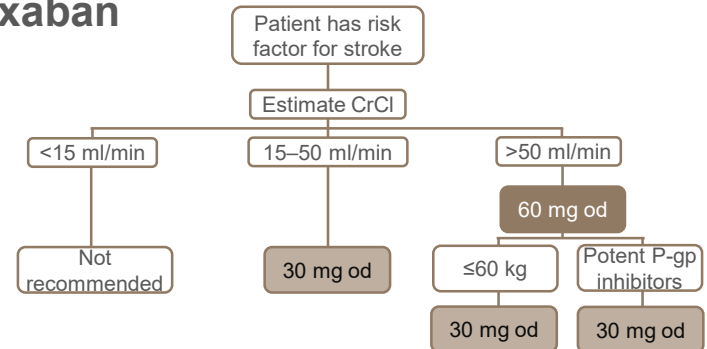 xaban
Patient has risk
factor for stroke
Estimate CrCl
<15 ml/min
15–50 ml/min
>50 ml/min
60 mg od
Not
recommended
30 mg od
≤60 kg
Potent P-gp
inhibitors
30 mg od
30 mg od